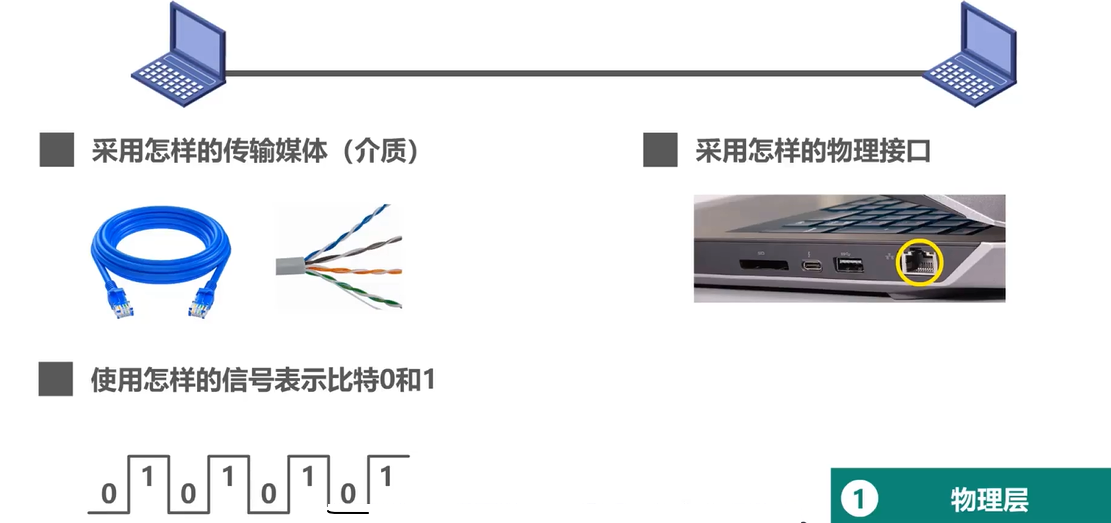 采用怎样的传输媒体（介质）
采用怎样的物理接口
使用怎样的信号表示比特0和1
0 1 0 1 0 1 0 1
1 物理层